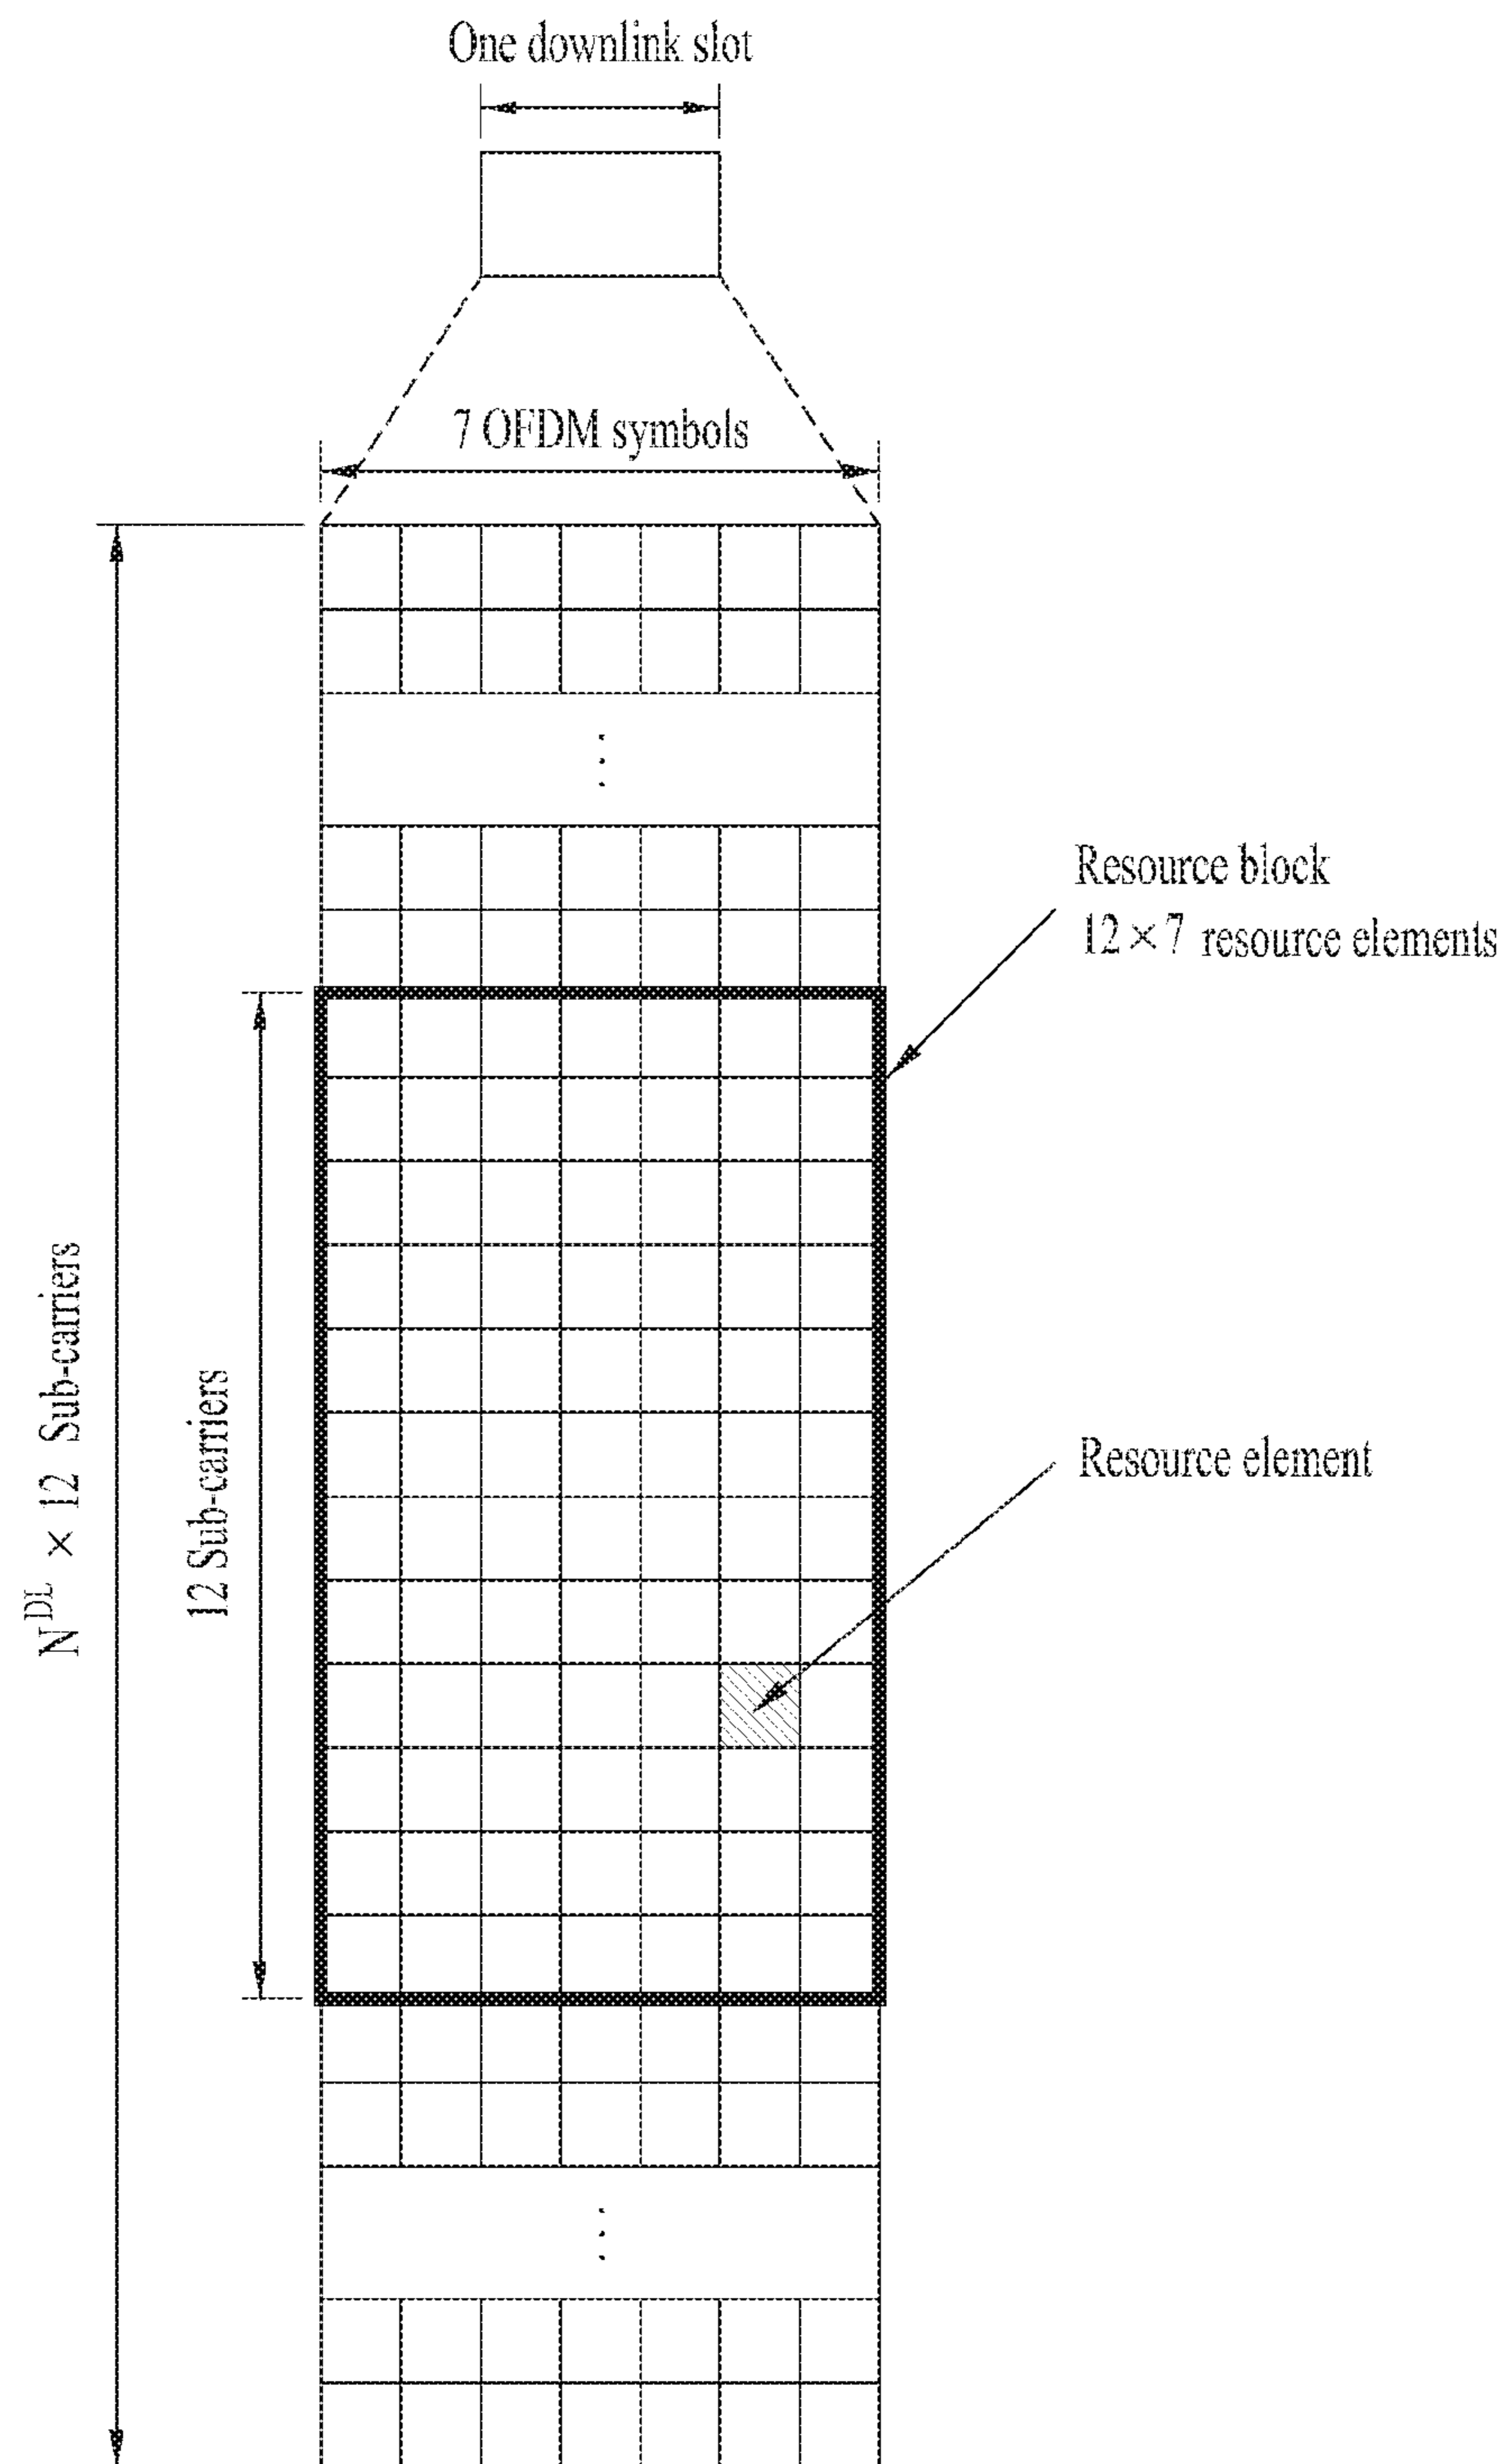 One downlink slot
7 OFDM symbols
Resource block
12×7 resource elements
Resource element
12 Sub-carriers
N^DL × 12 Sub-carriers